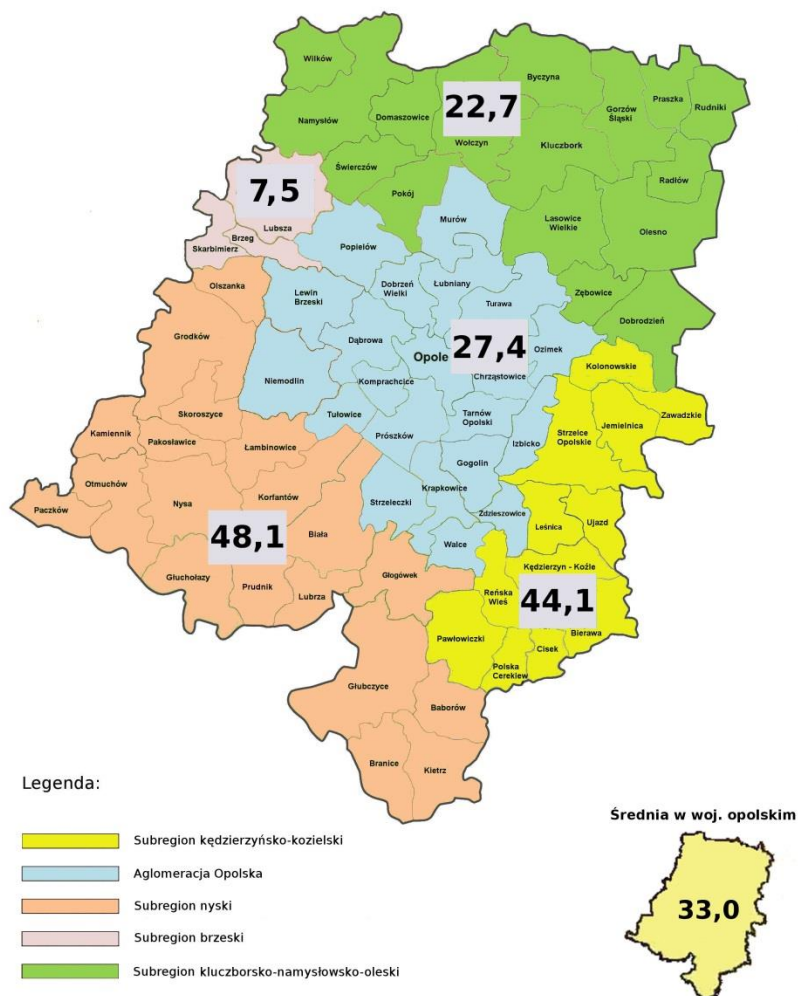 Wilków
Byczyna
Praszka
Gorzów
Śląski
Rudniki
22,7
Domaszowice
Namysłów
Wołczyn
Kluczbork
Świerczów
Radłów
Pokój
7,5
Lubsza
Murów
Lasowice
Wielkie
Olesno
Brzeg
Skarbimierz
Popielów
Olszanka
Dobrzeń
Wielki
Łubniany
Lewin
Brzeski
Turawa
Zębowice
Dobrodzień
Grodków
Dąbrowa
Opole
27,4
Ozimek
Kolonowskie
Niemodlin
Komprachcice
Chrząstowice
Skoroszyce
Tułowice
Tarnów
Opolski
Zawadzkie
Jemielnica
Kamiennik
Pakosławice
Łambinowice
Prószków
Izbicko
Strzelce
Opolskie
Gogolin
Otmuchów
Paczków
Nysa
Korfantów
Strzeleczki
Krapkowice
Zdzieszowice
Leśnica
Ujazd
48,1
Biała
Walce
Głuchołazy
Prudnik
Lubrza
Głogówek
Kędzierzyn - Koźle
Reńska
Wieś
44,1
Bierawa
Pawłowiczki
Cisek
Polska
Cerekiew
Głubczyce
Baborów
Branice
Kietrz
Legenda:
Subregion kędzierzyńsko-kozielski
Aglomeracja Opolska
Subregion nyski
Subregion brzeski
Subregion kluczborsko-namysłowsko-oleski
Średnia w woj. opolskim
33,0